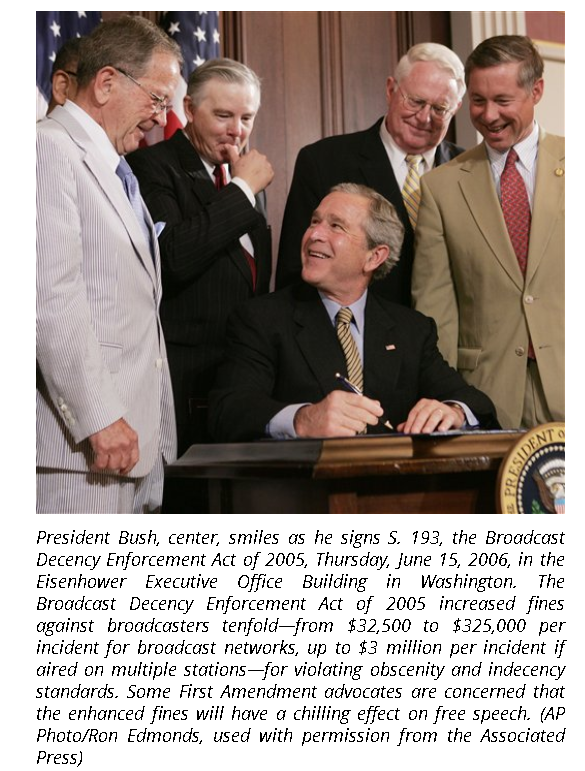 PRESIDENT O
President Bush, center, smiles as he signs S. 193, the Broadcast
Decency Enforcement Act of 2005, Thursday, June 15, 2006, in the
Eisenhower Executive Office Building in Washington. The
Broadcast Decency Enforcement Act of 2005 increased fines
against broadcasters tenfold—from $32,500 to $325,000 per
incident for broadcast networks, up to $3 million per incident if
aired on multiple stations—for violating obscenity and indecency
standards. Some First Amendment advocates are concerned that
the enhanced fines will have a chilling effect on free speech. (AP
Photo/Ron Edmonds, used with permission from the Associated
Press)